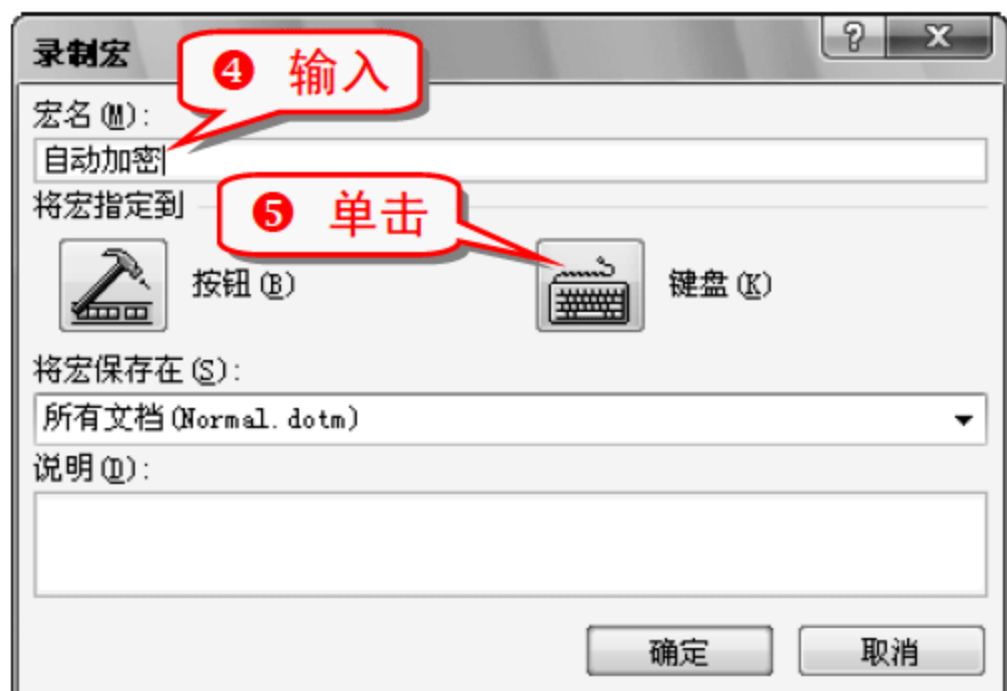 录制宏
❹ 输入
宏名(M):
自动加密
将宏指定到
❺ 单击
按钮(B)
键盘(K)
将宏保存在(S):
所有文档(Normal.dotm)
说明(D):
确定
取消